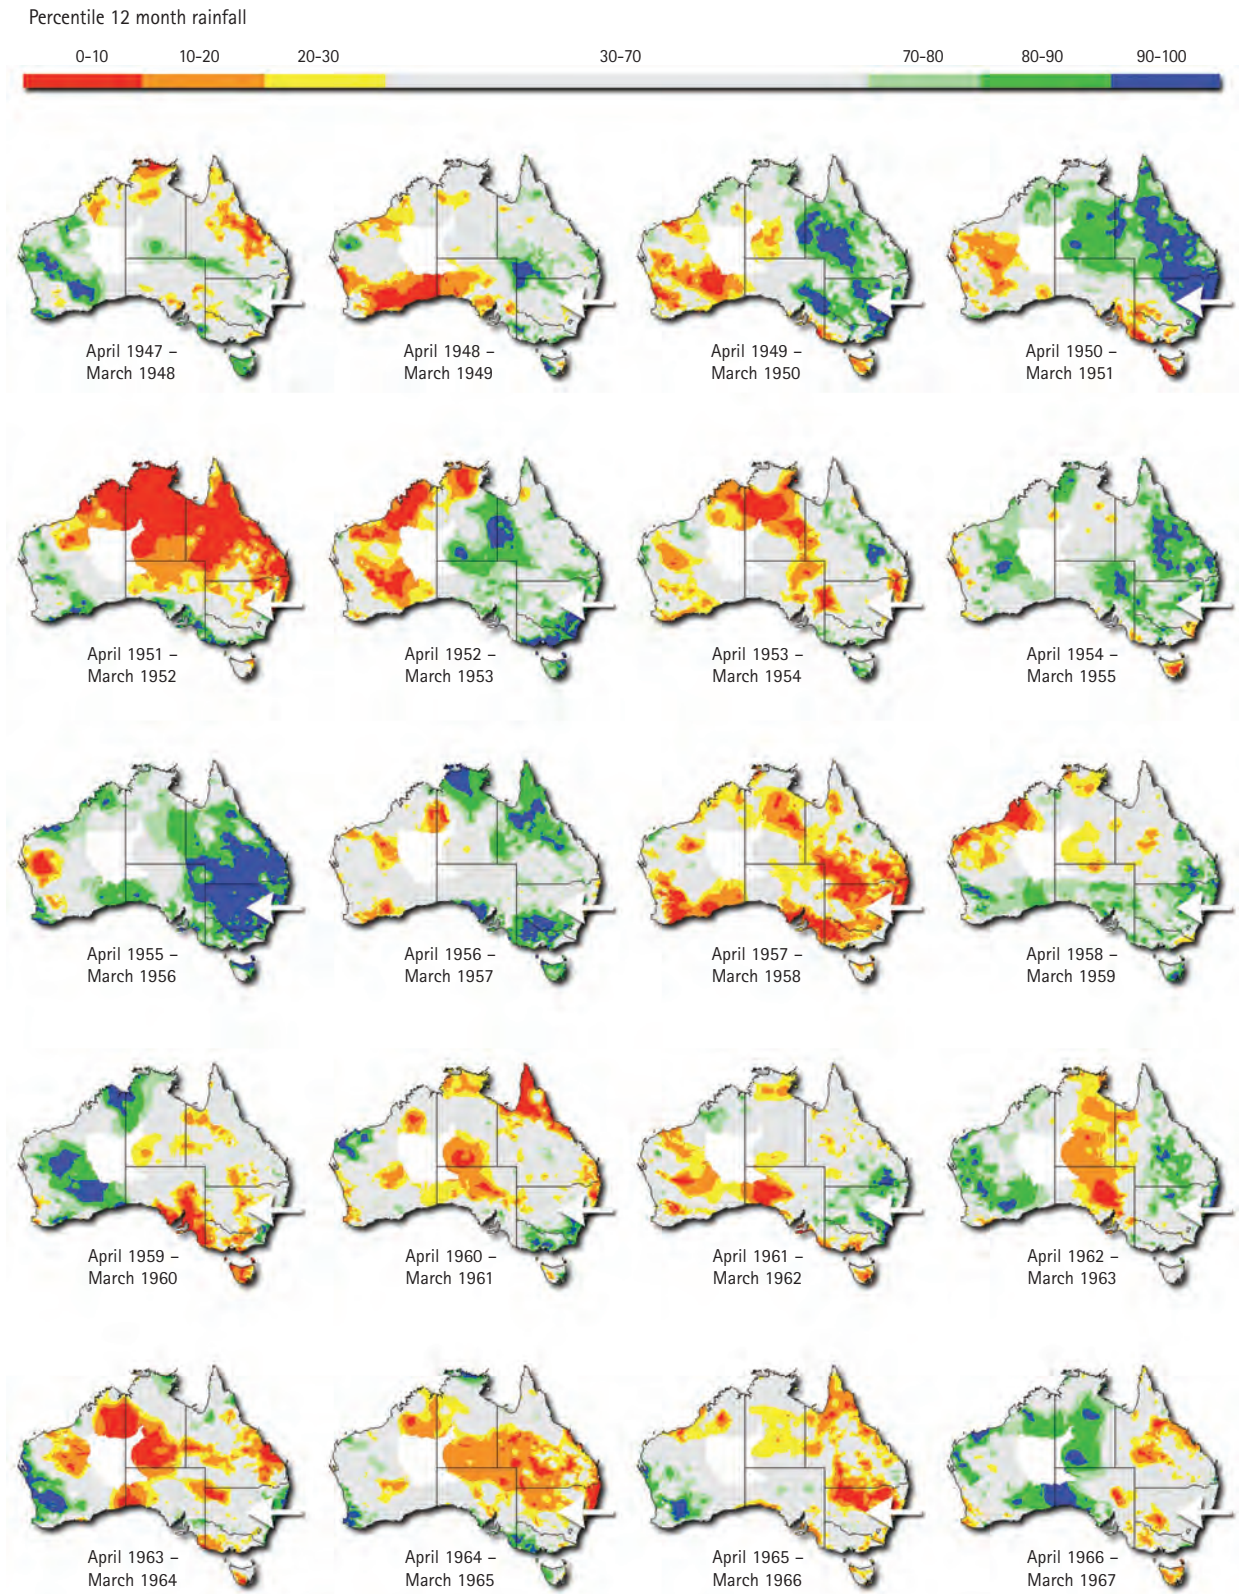 Percentile 12 month rainfall
0-10 10-20 20-30 30-70 70-80 80-90 90-100
April 1947 –
March 1948
April 1948 –
March 1949
April 1949 –
March 1950
April 1950 –
March 1951
April 1951 –
March 1952
April 1952 –
March 1953
April 1953 –
March 1954
April 1954 –
March 1955
April 1955 –
March 1956
April 1956 –
March 1957
April 1957 –
March 1958
April 1958 –
March 1959
April 1959 –
March 1960
April 1960 –
March 1961
April 1961 –
March 1962
April 1962 –
March 1963
April 1963 –
March 1964
April 1964 –
March 1965
April 1965 –
March 1966
April 1966 –
March 1967